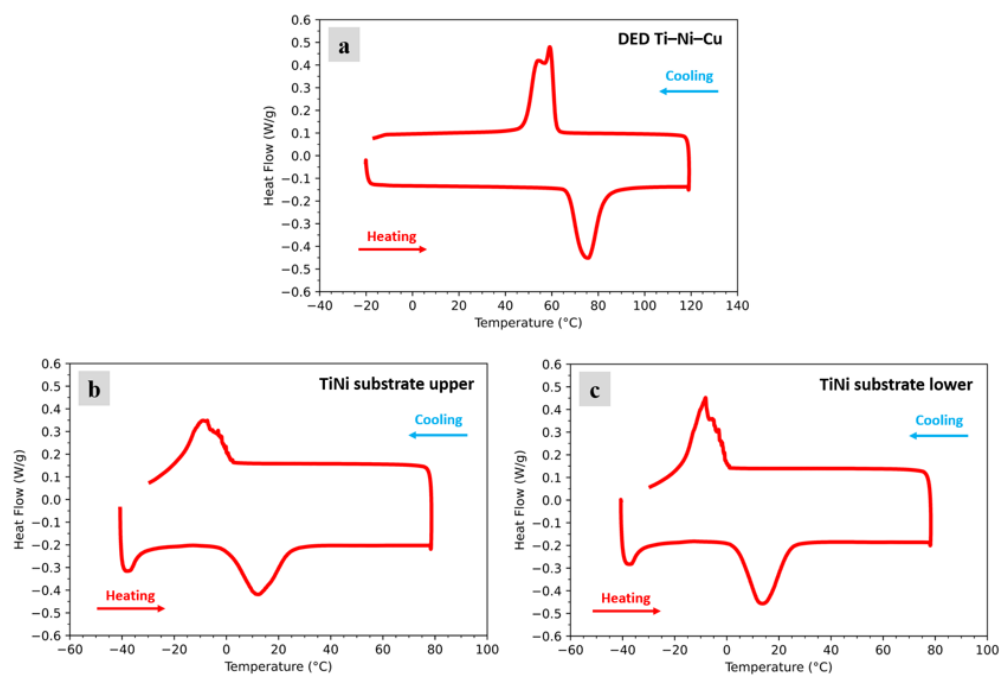 a
DED Ti–Ni–Cu
Cooling
Heating
Heat Flow (W/g)
0.6
0.5
0.4
0.3
0.2
0.1
0.0
−0.1
−0.2
−0.3
−0.4
−0.5
−0.6
−40 −20 0 20 40 60 80 100 120 140
Temperature (°C)
b
TiNi substrate upper
Cooling
Heating
Heat Flow (W/g)
0.6
0.5
0.4
0.3
0.2
0.1
0.0
−0.1
−0.2
−0.3
−0.4
−0.5
−0.6
−60 −40 −20 0 20 40 60 80 100
Temperature (°C)
c
TiNi substrate lower
Cooling
Heating
Heat Flow (W/g)
0.6
0.5
0.4
0.3
0.2
0.1
0.0
−0.1
−0.2
−0.3
−0.4
−0.5
−0.6
−60 −40 −20 0 20 40 60 80 100
Temperature (°C)